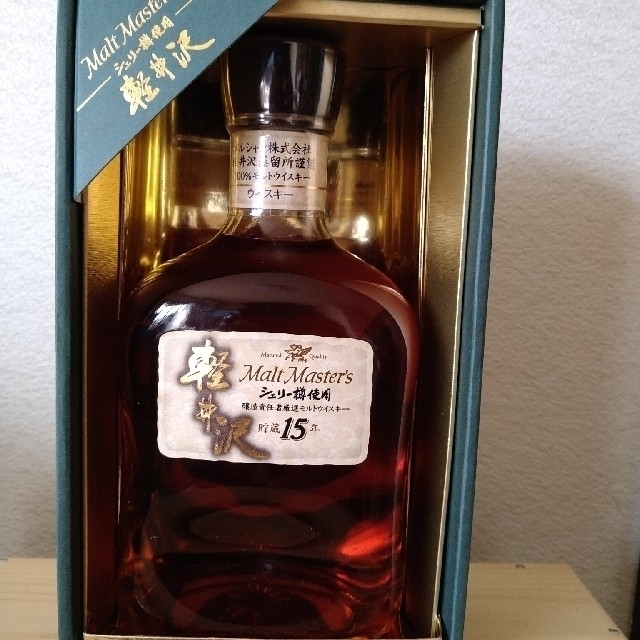 Malt Master's
シェリー樽使用
軽井沢
ルシャン株式会社
井沢蒸留所謹製
100%モルトウイスキー
ウイスキー
Matured Quality
軽井沢
Malt Master's
シェリー樽使用
醸造責任者厳選モルトウイスキー
貯蔵15年